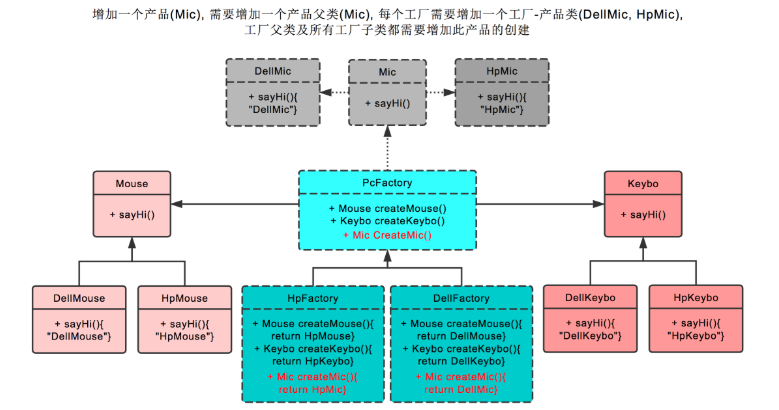 增加一个产品(Mic), 需要增加一个产品父类(Mic), 每个工厂需要增加一个工厂-产品类(DellMic, HpMic),
工厂父类及所有工厂子类都需要增加此产品的创建
DellMic
+ sayHi(){
"DellMic"}
Mic
+ sayHi()
HpMic
+ sayHi(){
"HpMic"}
Mouse
+ sayHi()
PcFactory
+ Mouse createMouse()
+ Keybo createKeybo()
+ Mic CreateMic()
Keybo
+ sayHi()
DellMouse
+ sayHi(){
"DellMouse"}
HpMouse
+ sayHi(){
"HpMouse"}
HpFactory
+ Mouse createMouse(){
return HpMouse}
+ Keybo createKeybo(){
return HpKeybo}
+ Mic createMic(){
return HpMic}
DellFactory
+ Mouse createMouse(){
return DellMouse}
+ Keybo createKeybo(){
return DellKeybo}
+ Mic createMic(){
return DellMic}
DellKeybo
+ sayHi(){
"DellKeybo"}
HpKeybo
+ sayHi(){
"HpKeybo"}